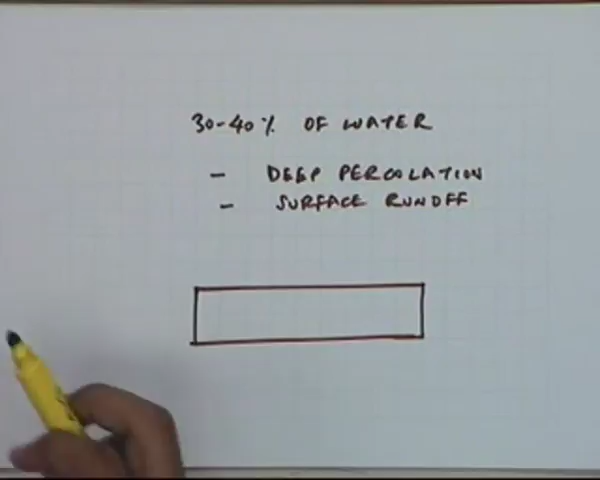 30-40% OF WATER
- DEEP PERCOLATION
- SURFACE RUNOFF